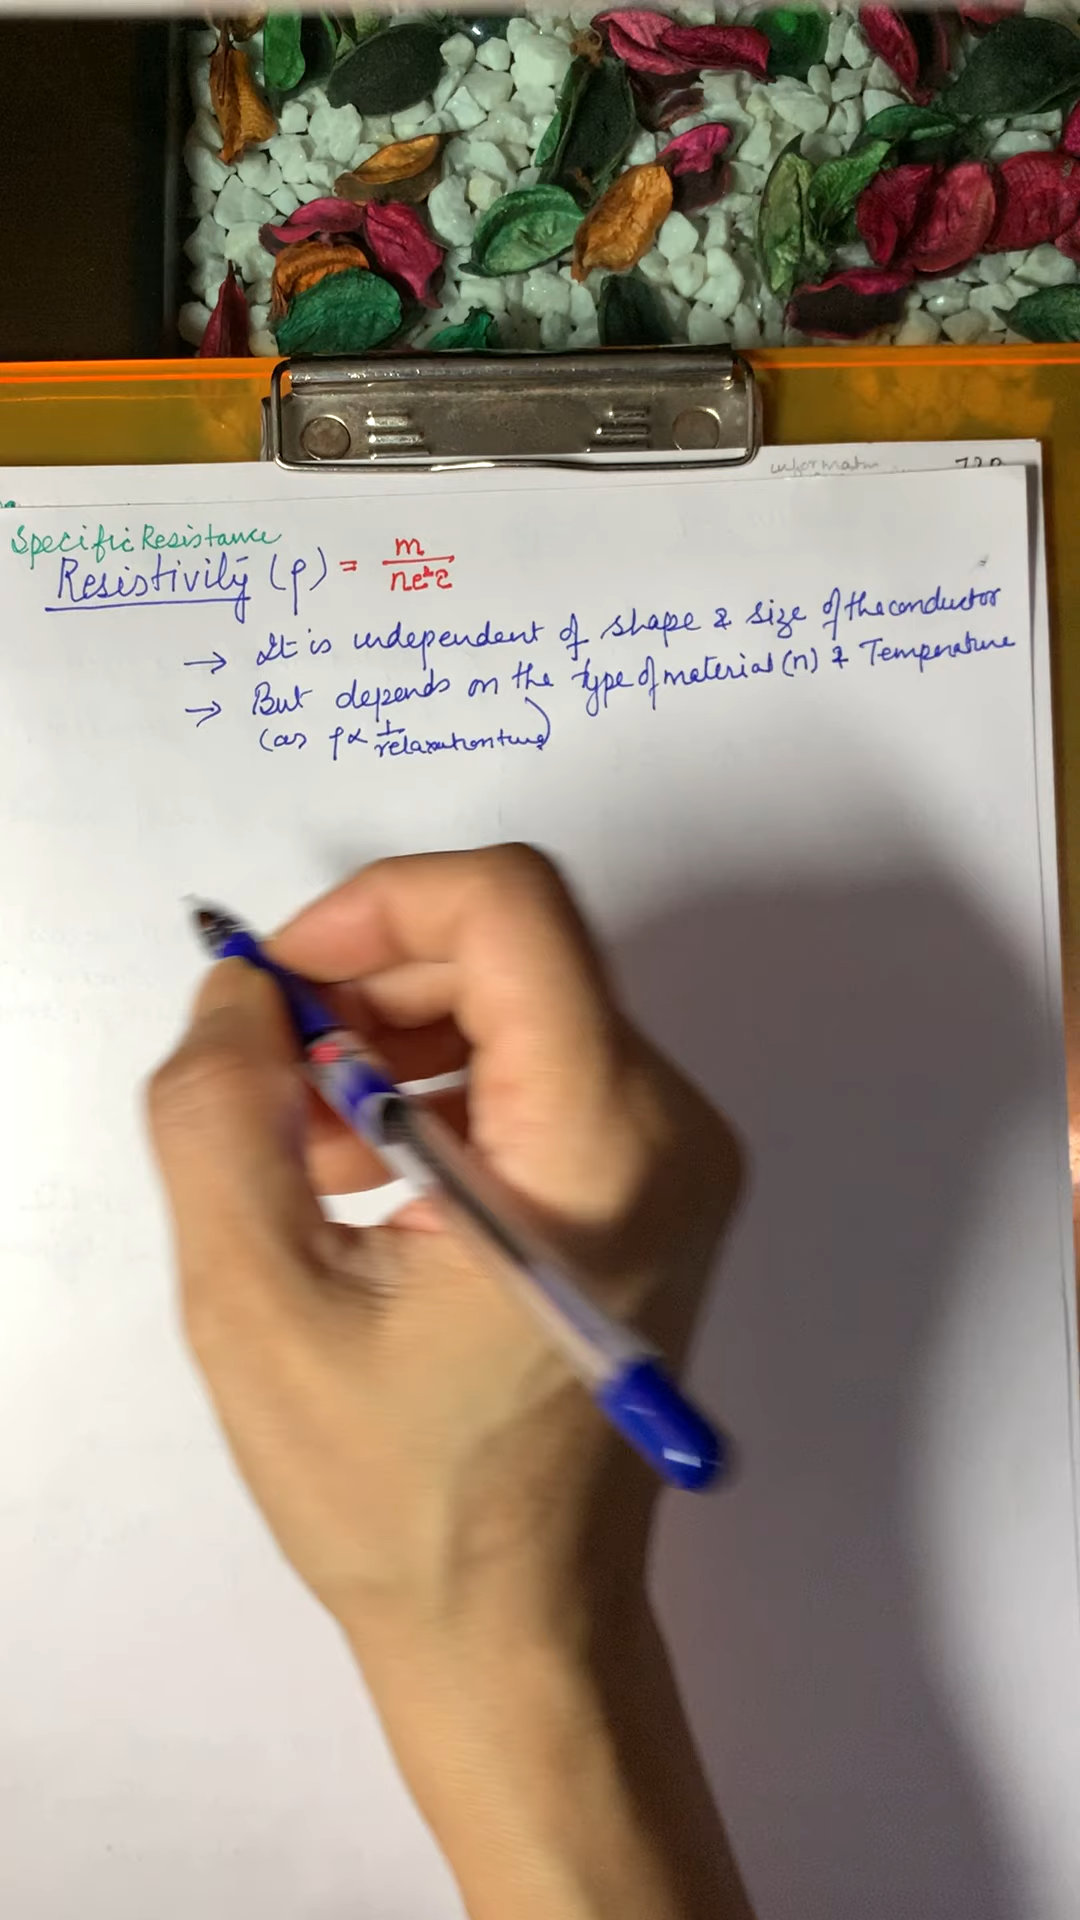 informatn
Specific Resistance
Resistivity (ρ) = m / ne²τ
→ It is independent of shape & size of the conductor
→ But depends on the type of material (n) & Temperature
(as ρ ∝ 1/relaxation time)